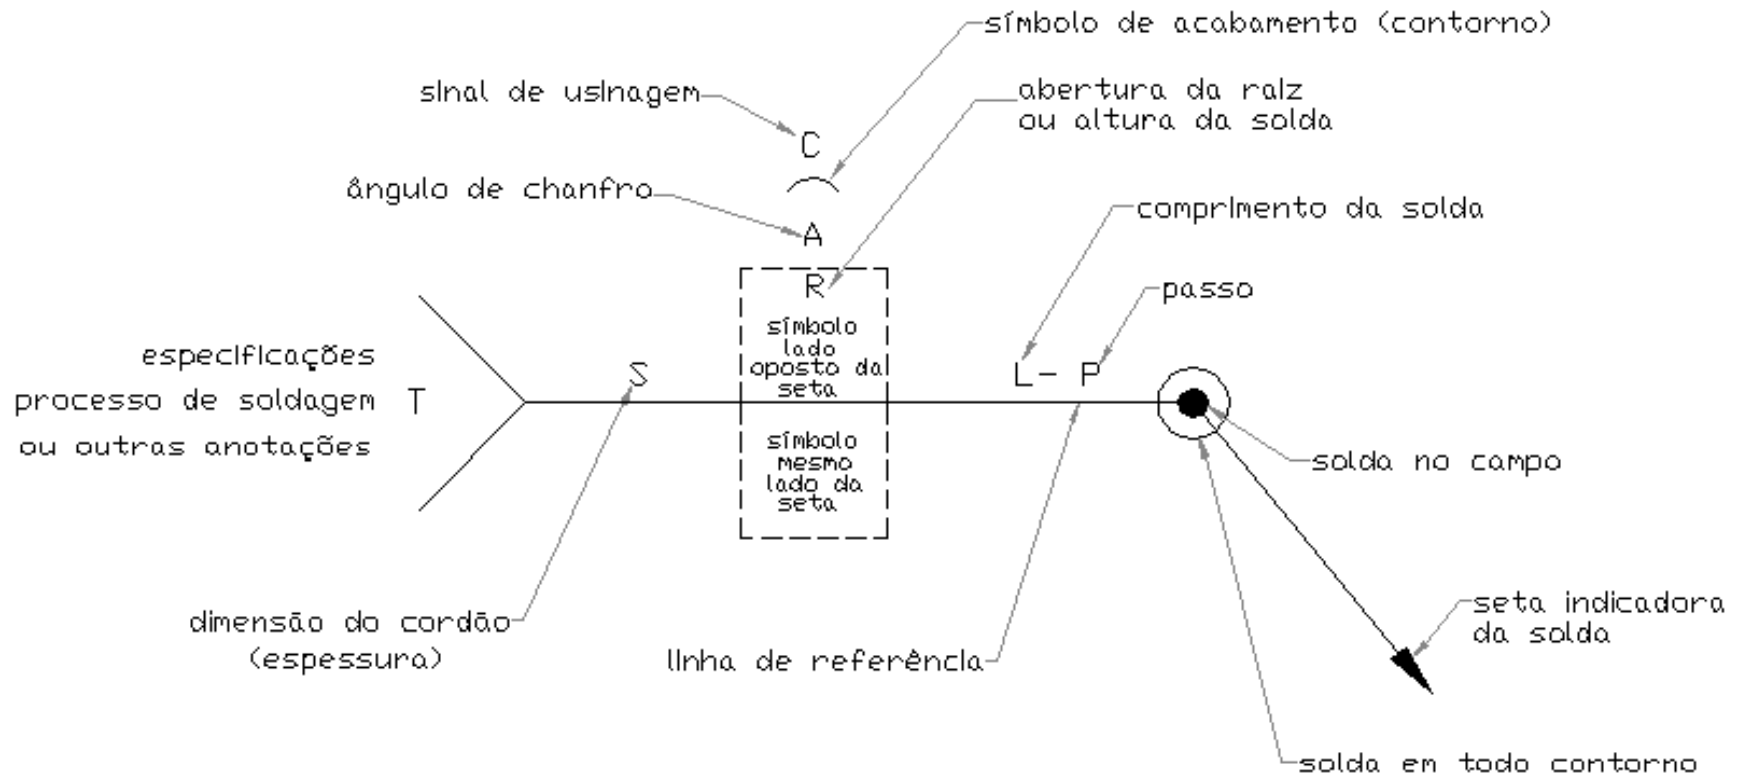 símbolo de acabamento (contorno)
sinal de usinagem
abertura da raiz
ou altura da solda
C
ângulo de chanfro
comprimento da solda
A
R
passo
símbolo
lado
oposto da
seta
especificações
processo de soldagem
ou outras anotações
T
S
L- P
símbolo
mesmo
lado da
seta
solda no campo
dimensão do cordão
(espessura)
linha de referência
seta indicadora
da solda
solda em todo contorno